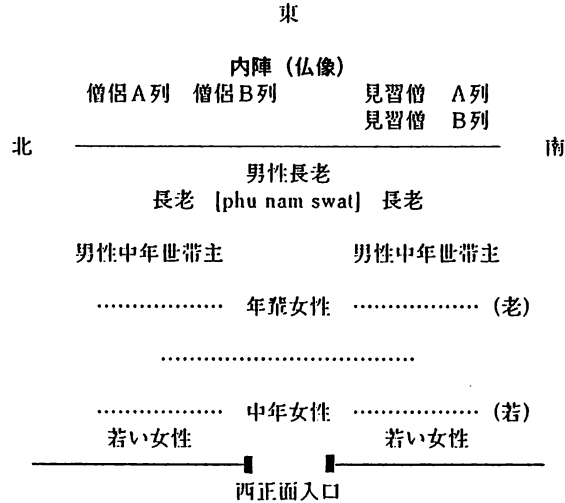 東
内陣（仏像）
僧侶A列　僧侶B列　見習僧　A列
見習僧　B列
北　南
男性長老
長老　[phu nam swat]　長老
男性中年世帯主　男性中年世帯主
年輩女性　（老）
中年女性　（若）
若い女性　若い女性
西正面入口